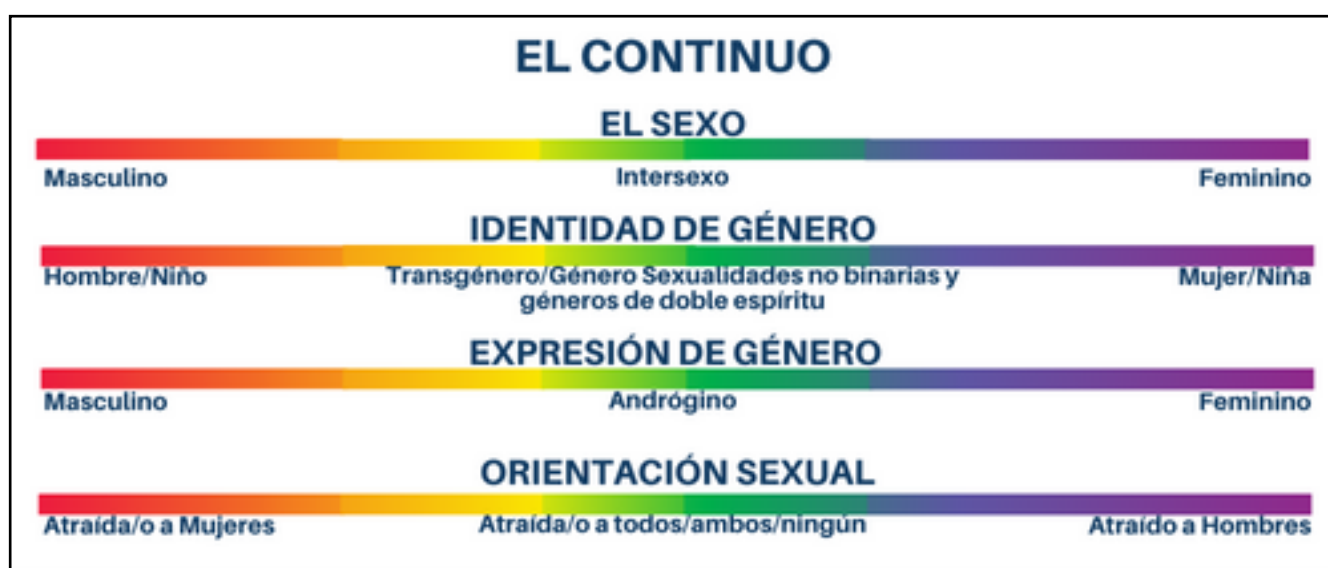 EL CONTINUO
EL SEXO
Masculino Intersexo Feminino
IDENTIDAD DE GÉNERO
Hombre/Niño Transgénero/Género Sexualidades no binarias y Mujer/Niña
géneros de doble espíritu
EXPRESIÓN DE GÉNERO
Masculino Andrógino Feminino
ORIENTACIÓN SEXUAL
Atraída/o a Mujeres Atraída/o a todos/ambos/ningún Atraído a Hombres